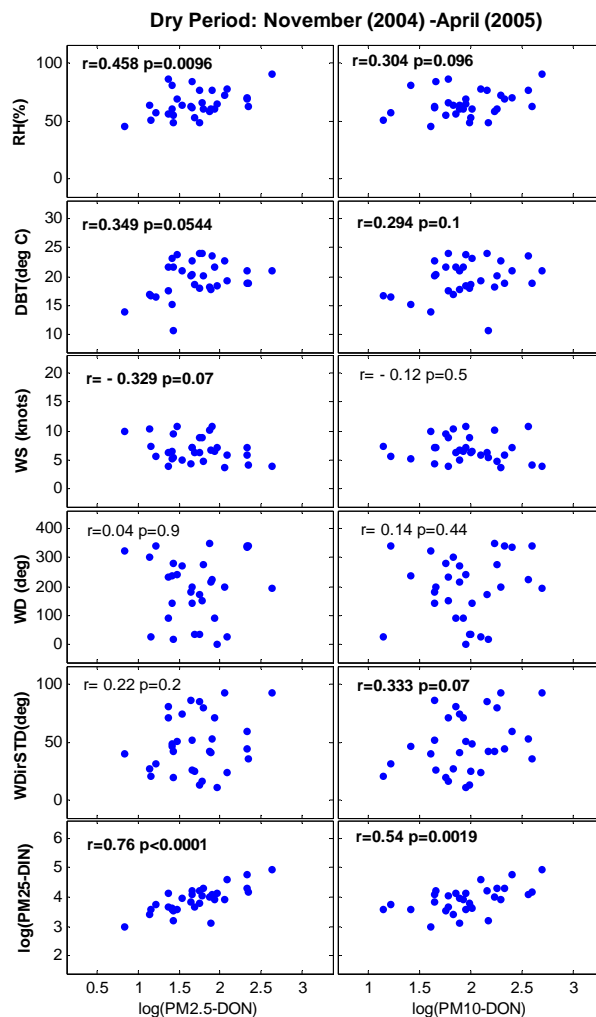 Dry Period: November (2004) -April (2005)
r=0.458 p=0.0096
r=0.304 p=0.096
RH(%)
100
50
0
r=0.349 p=0.0544
r=0.294 p=0.1
DBT(deg C)
30
25
20
15
10
r= - 0.329 p=0.07
r= - 0.12 p=0.5
WS (knots)
20
15
10
5
0
r=0.04 p=0.9
r= 0.14 p=0.44
WD (deg)
400
300
200
100
0
r= 0.22 p=0.2
r=0.333 p=0.07
WDirSTD(deg)
100
50
0
r=0.76 p<0.0001
r=0.54 p=0.0019
log(PM25-DIN)
6
5
4
3
2
0.5 1 1.5 2 2.5 3
1 1.5 2 2.5 3
log(PM2.5-DON)
log(PM10-DON)